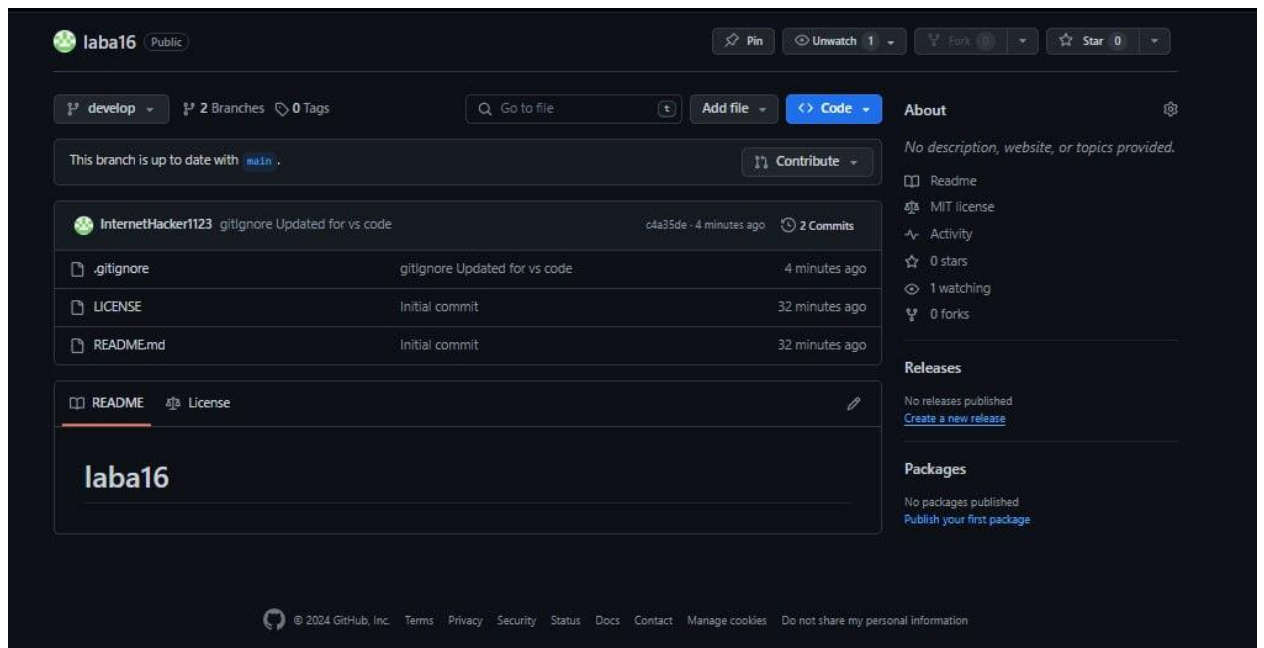 laba16 Public Pin Unwatch 1 Fork 0 Star 0
develop 2 Branches 0 Tags Go to file t Add file Code
This branch is up to date with main .
Contribute
InternetHacker1123 gitIgnore Updated for vs code c4a35de · 4 minutes ago 2 Commits
.gitignore gitIgnore Updated for vs code 4 minutes ago
LICENSE Initial commit 32 minutes ago
README.md Initial commit 32 minutes ago
README License
laba16
About
No description, website, or topics provided.
Readme
MIT license
Activity
0 stars
1 watching
0 forks
Releases
No releases published
Create a new release
Packages
No packages published
Publish your first package
© 2024 GitHub, Inc. Terms Privacy Security Status Docs Contact Manage cookies Do not share my personal information